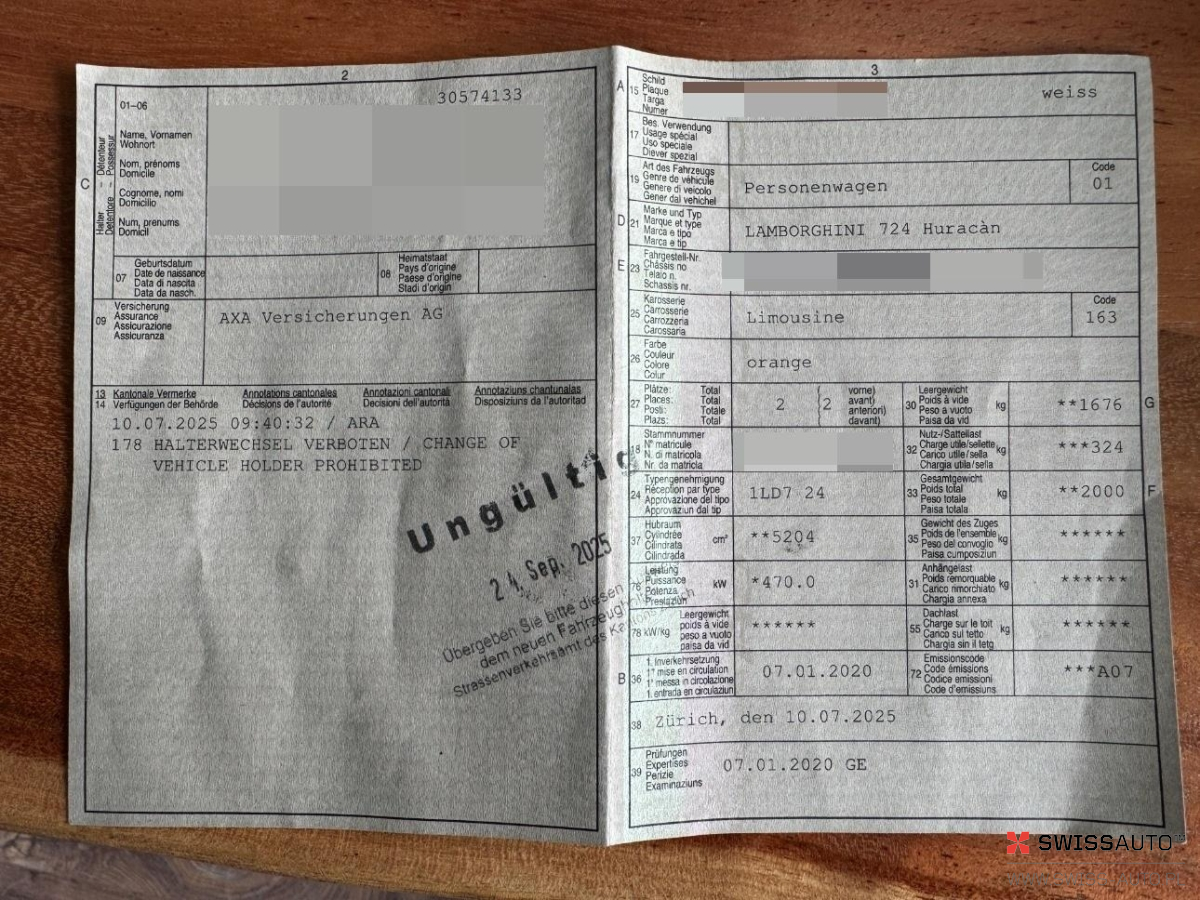 2
30574133
01–06
Name, Vornamen
Wohnort
Nom, prénoms
Domicile
Cognome, nomi
Domicilio
Num, prenums
Domicil
C
Halter - Détenteur
Detentore - Possessur
07
Geburtsdatum
Date de naissance
Data di nascita
Data da nasch.
08
Heimatstaat
Pays d'origine
Paese d'origine
Stadi d'origin
09
Versicherung
Assurance
Assicurazione
Assicuranza
AXA Versicherungen AG
13 Kantonale Vermerke Annotations cantonales Annotazioni cantonali Annotaziuns chantunalas
14 Verfügungen der Behörde Décisions de l'autorité Decisioni dell'autorità Disposiziuns da l'autoritad
10.07.2025 09:40:32 / ARA
178 HALTERWECHSEL VERBOTEN / CHANGE OF
VEHICLE HOLDER PROHIBITED
Ungültig
24. Sep. 2025
Übergeben Sie bitte diesen
dem neuen Fahrzeughalter
Strassenverkehrsamt des Kantons Zürich
3
A
15
Schild
Plaque
Targa
Numer
weiss
17
Bes. Verwendung
Usage spécial
Uso speciale
Diever spezial
19
Art des Fahrzeugs
Genre de véhicule
Genere di veicolo
Gener dal vehichel
Personenwagen
Code
01
D
21
Marke und Typ
Marque et type
Marca e tipo
Marca e tip
LAMBORGHINI 724 Huracàn
E
23
Fahrgestell-Nr.
Châssis no
Telaio n.
Schassis nr.
25
Karosserie
Carrosserie
Carrozzeria
Carossaria
Limousine
Code
163
26
Farbe
Couleur
Colore
Colur
orange
27
Plätze: Total
Places: Total
Posti: Totale
Plazs: Total
2
2
vorne)
avant)
anteriori)
davant)
30
Leergewicht
Poids à vide
Peso a vuoto
Paisa da vid
kg
**1676
G
18
Stammnummer
N° matricule
N. di matricola
Nr. da matricla
32
Nutz-/Sattellast
Charge utile/sellette
Carico utile/sella
Chargia utila/sella
kg
***324
24
Typengenehmigung
Réception par type
Approvazione del tipo
Approvaziun dal tip
1LD7 24
33
Gesamtgewicht
Poids total
Peso totale
Paisa totala
kg
**2000
F
37
Hubraum
Cylindrée
Cilindrata
Cilindrada
cm³
**5204
35
Gewicht des Zuges
Poids de l'ensemble
Peso del convoglio
Paisa cumposiziun
kg
******
76
Leistung
Puissance
Potenza
Prestaziun
kW
*470.0
31
Anhängelast
Poids remorquable
Carico rimorchiato
Chargia annexa
kg
******
78 kW/kg
Leergewicht
poids à vide
peso a vuoto
paisa da vid
******
55
Dachlast
Charge sur le toit
Carico sul tetto
Chargia sin il tetg
kg
******
B
36
1. Inverkehrsetzung
1re mise en circulation
1a messa in circolazione
1. entrada en circulaziun
07.01.2020
72
Emissionscode
Code émissions
Codice emissioni
Code d'emissiuns
***A07
38
Zürich, den 10.07.2025
39
Prüfungen
Expertises
Perizie
Examinaziuns
07.01.2020 GE
SWISSAUTO